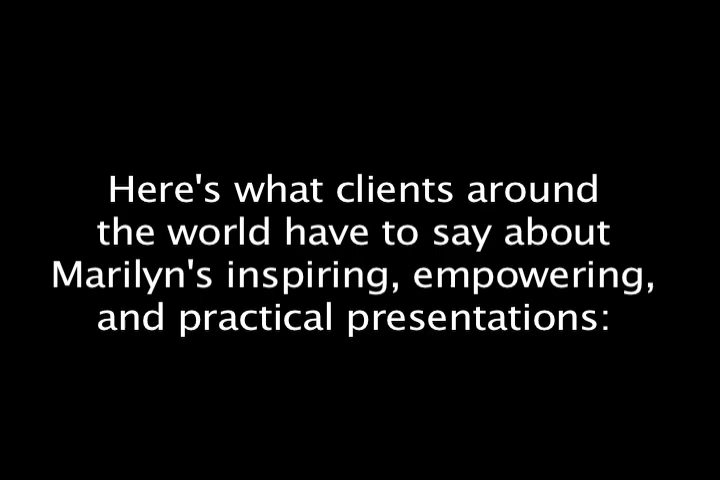 Here's what clients around
the world have to say about
Marilyn's inspiring, empowering,
and practical presentations: